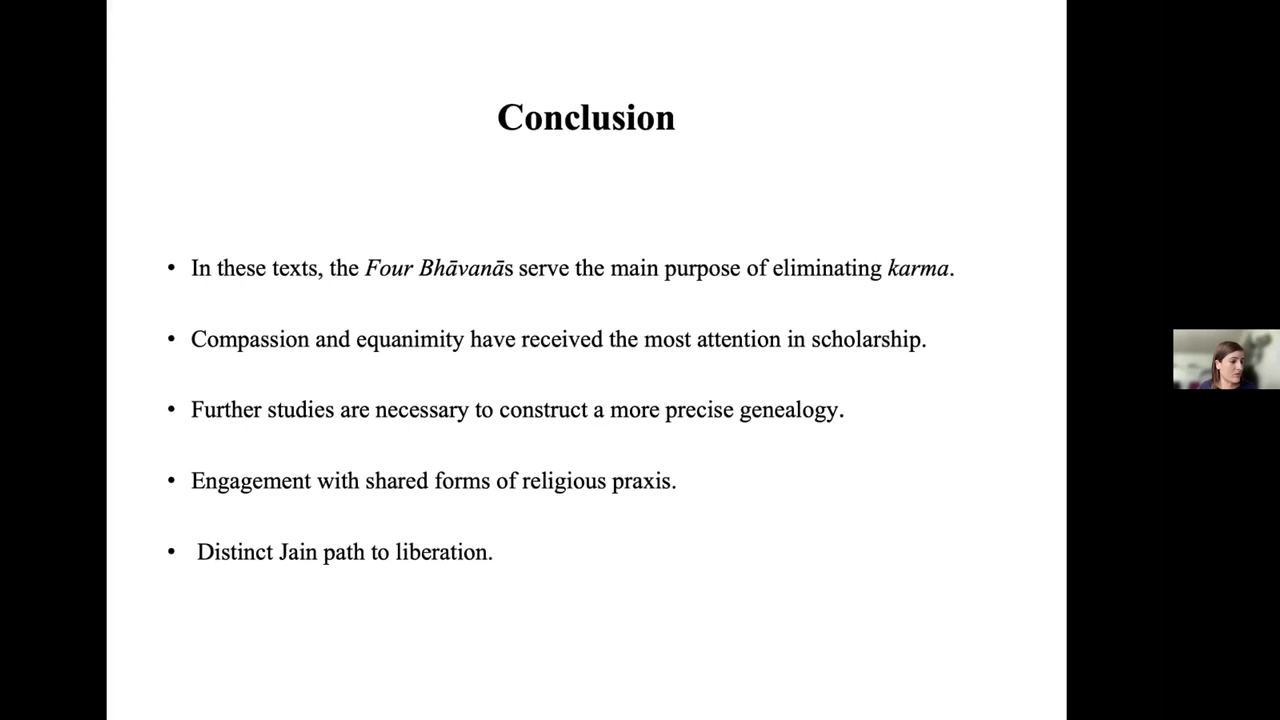 Conclusion
• In these texts, the Four Bhāvanās serve the main purpose of eliminating karma.
• Compassion and equanimity have received the most attention in scholarship.
• Further studies are necessary to construct a more precise genealogy.
• Engagement with shared forms of religious praxis.
• Distinct Jain path to liberation.